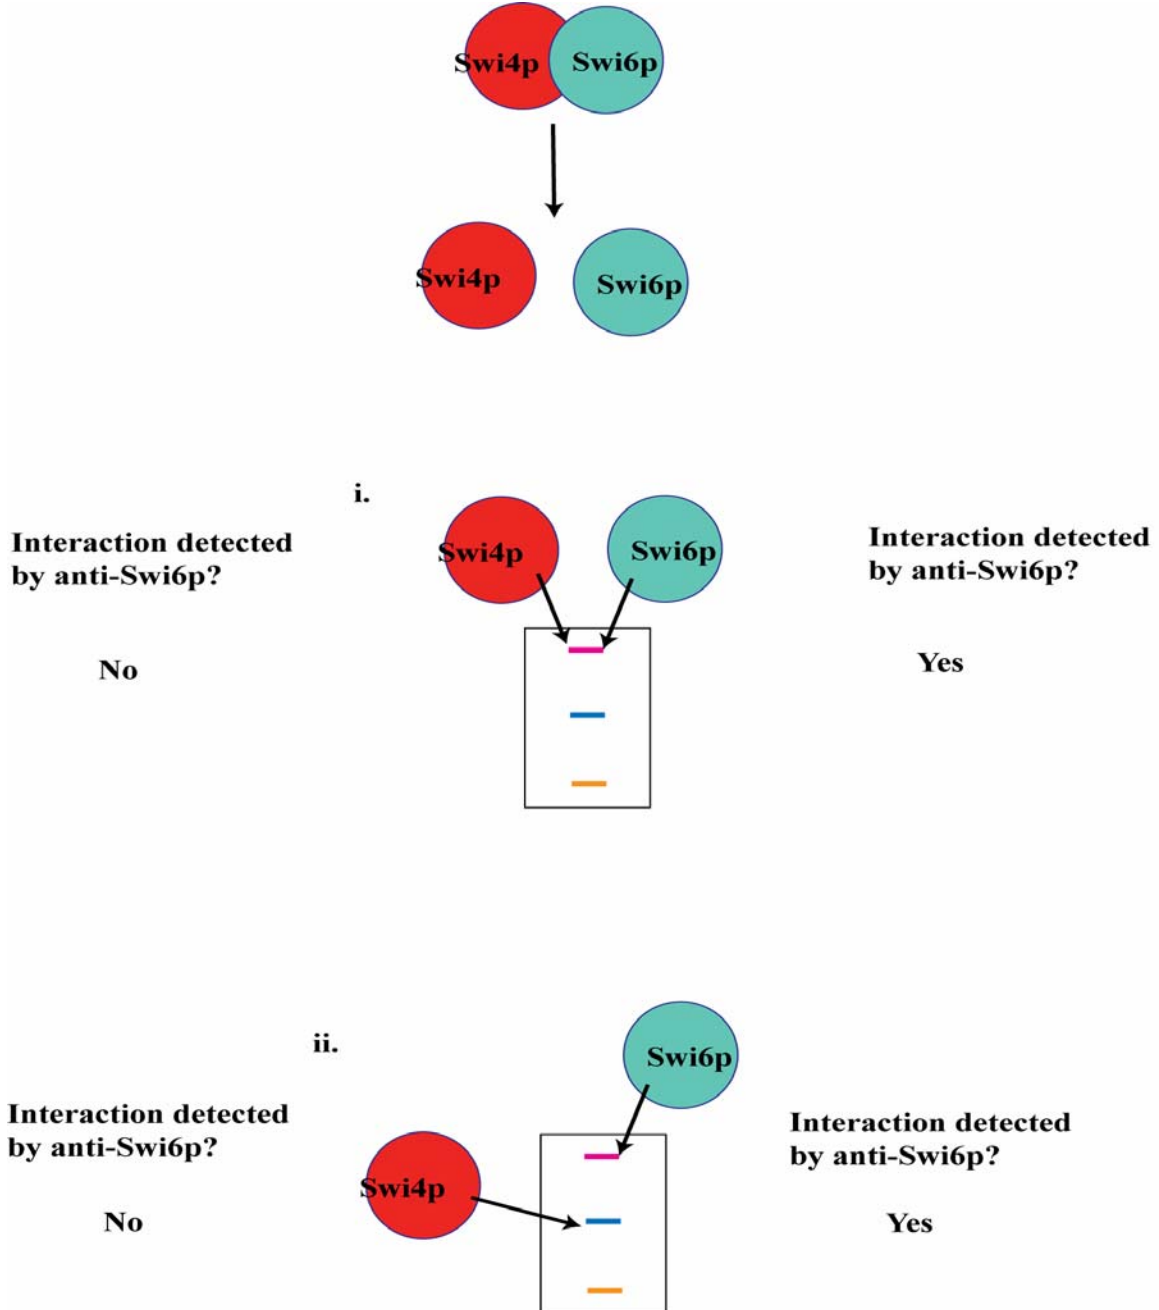 Swi4p Swi6p
Swi4p Swi6p
i.
Interaction detected
by anti-Swi6p?
No
Swi4p Swi6p
Interaction detected
by anti-Swi6p?
Yes
ii.
Swi6p
Interaction detected
by anti-Swi6p?
No
Swi4p
Interaction detected
by anti-Swi6p?
Yes